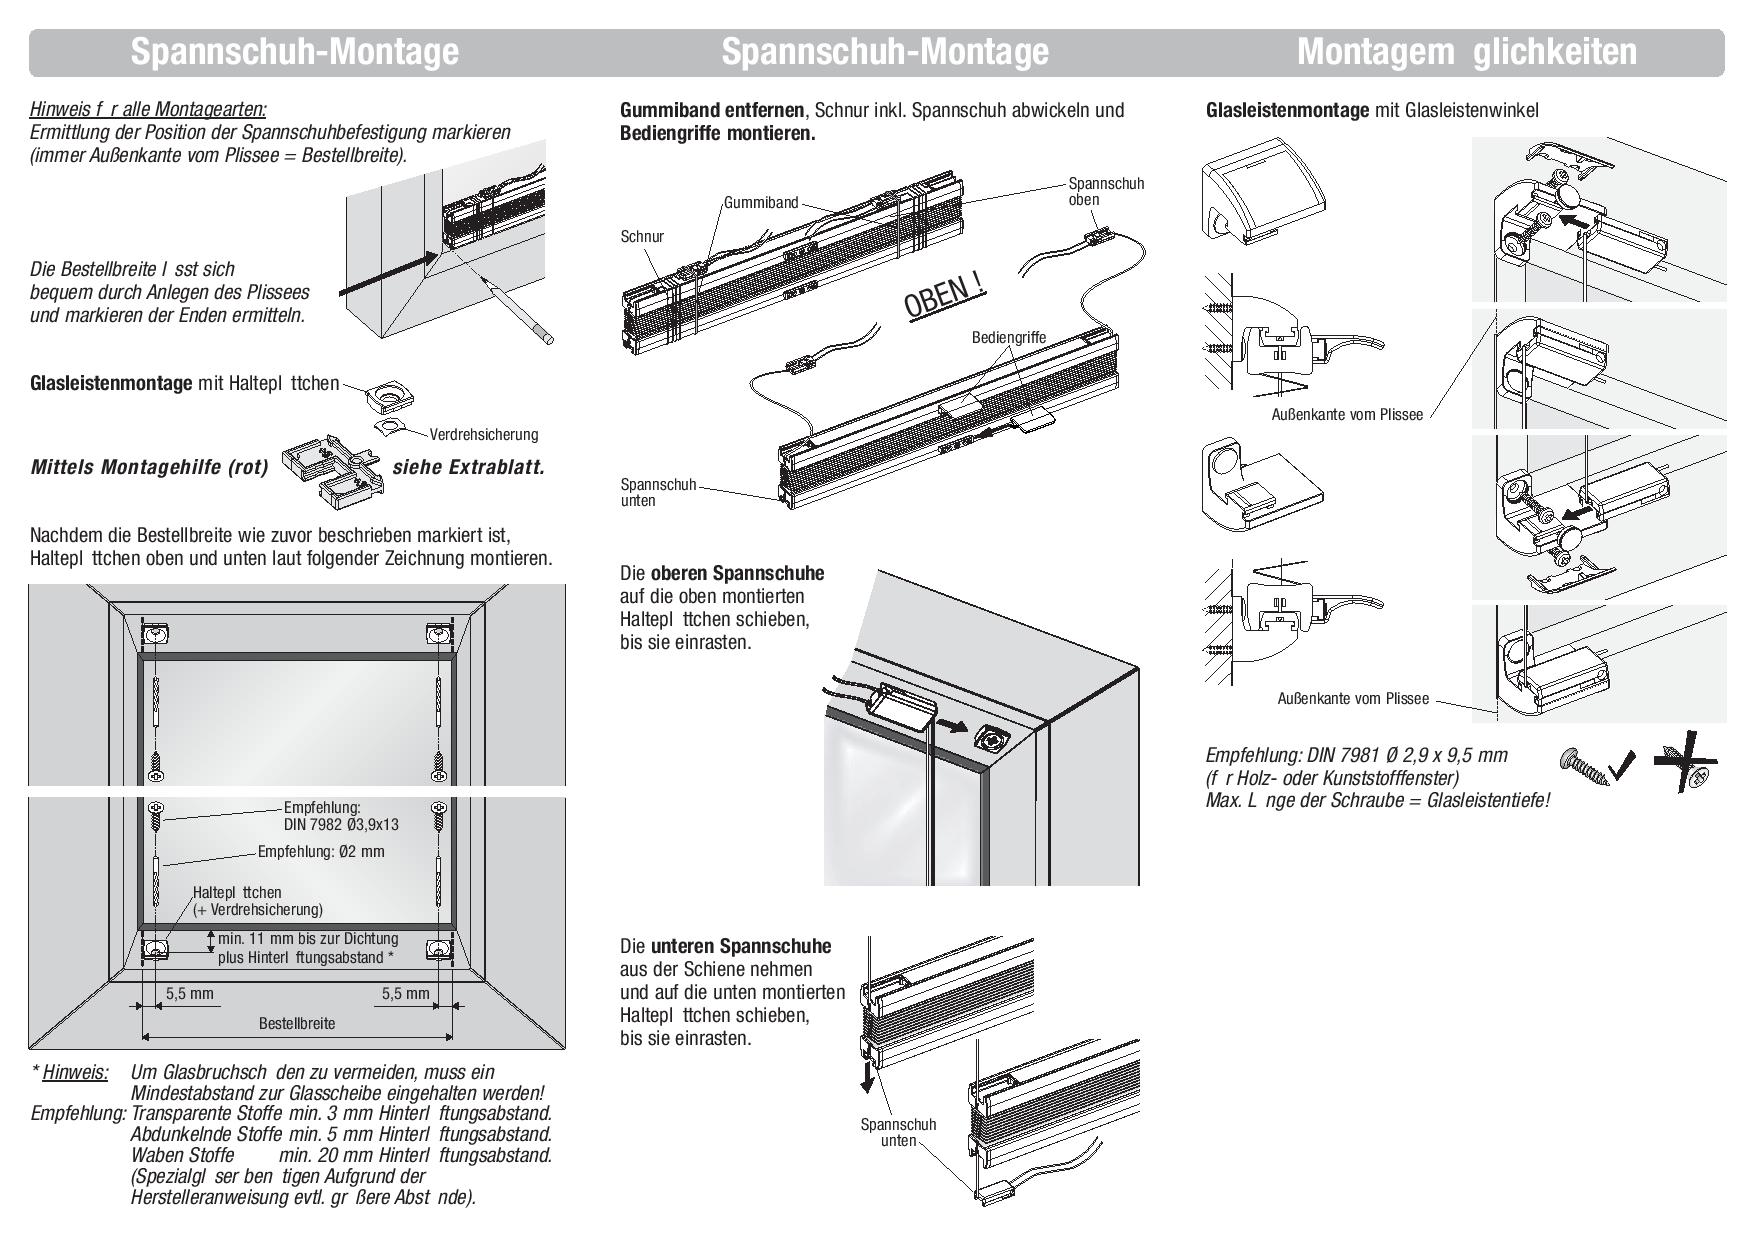 Spannschuh-Montage
Hinweis f r alle Montagearten:
Ermittlung der Position der Spannschuhbefestigung markieren
(immer Außenkante vom Plissee = Bestellbreite).
Die Bestellbreite l sst sich
bequem durch Anlegen des Plissees
und markieren der Enden ermitteln.
Glasleistenmontage mit Haltepl ttchen
Verdrehsicherung
Mittels Montagehilfe (rot) siehe Extrablatt.
Nachdem die Bestellbreite wie zuvor beschrieben markiert ist,
Haltepl ttchen oben und unten laut folgender Zeichnung montieren.
Empfehlung:
DIN 7982 Ø3,9x13
Empfehlung: Ø2 mm
Haltepl ttchen
(+ Verdrehsicherung)
min. 11 mm bis zur Dichtung
plus Hinterl ftungsabstand *
5,5 mm 5,5 mm
Bestellbreite
* Hinweis: Um Glasbruchsch den zu vermeiden, muss ein
Mindestabstand zur Glasscheibe eingehalten werden!
Empfehlung: Transparente Stoffe min. 3 mm Hinterl ftungsabstand.
Abdunkelnde Stoffe min. 5 mm Hinterl ftungsabstand.
Waben Stoffe min. 20 mm Hinterl ftungsabstand.
(Spezialgl ser ben tigen Aufgrund der
Herstelleranweisung evtl. gr ßere Abst nde).
Spannschuh-Montage
Gummiband entfernen, Schnur inkl. Spannschuh abwickeln und
Bediengriffe montieren.
Spannschuh
oben
Gummiband
Schnur
OBEN !
Bediengriffe
Spannschuh
unten
Die oberen Spannschuhe
auf die oben montierten
Haltepl ttchen schieben,
bis sie einrasten.
Die unteren Spannschuhe
aus der Schiene nehmen
und auf die unten montierten
Haltepl ttchen schieben,
bis sie einrasten.
Spannschuh
unten
Montagem glichkeiten
Glasleistenmontage mit Glasleistenwinkel
Außenkante vom Plissee
Außenkante vom Plissee
Empfehlung: DIN 7981 Ø 2,9 x 9,5 mm
(f r Holz- oder Kunststofffenster)
Max. L nge der Schraube = Glasleistentiefe!